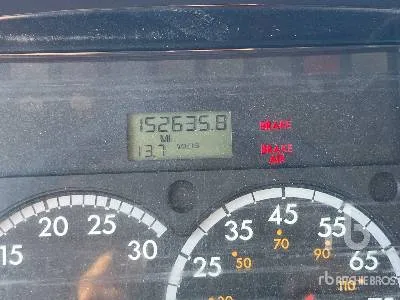 152635.8
MI
13.7 VOLTS
BRAKE
BRAKE
AIR
15 20 25 30
25 35 45 55 65
50 70 90 110
RITCHIE BROS